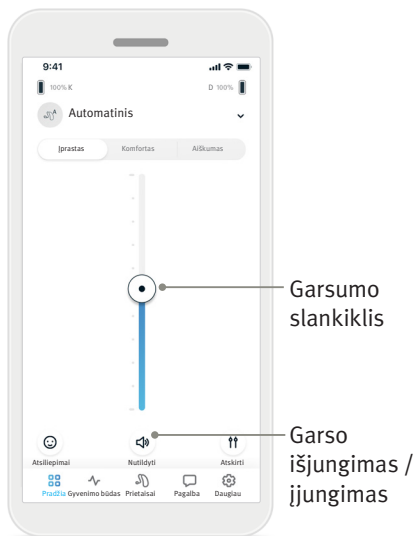 9:41
100% K
D 100%
A
Automatinis
Įprastas
Komfortas
Aiškumas
Garsumo
slankiklis
Garso
išjungimas /
įjungimas
Atsiliepimai
Nutildyti
Atskirti
Pradžia
Gyvenimo būdas
Prietaisai
Pagalba
Daugiau